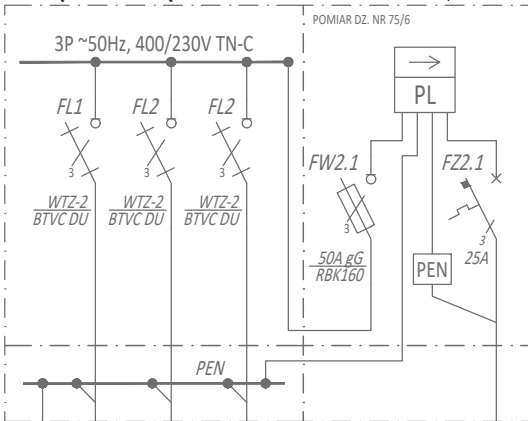 POMIAR DZ. NR 75/6
3P ~50Hz, 400/230V TN-C
PL
FL1
FL2
FL2
FW2.1
FZ2.1
3
3
3
3
3
WTZ-2
BTVC DU
WTZ-2
BTVC DU
WTZ-2
BTVC DU
50A gG
RBK160
PEN
25A
PEN